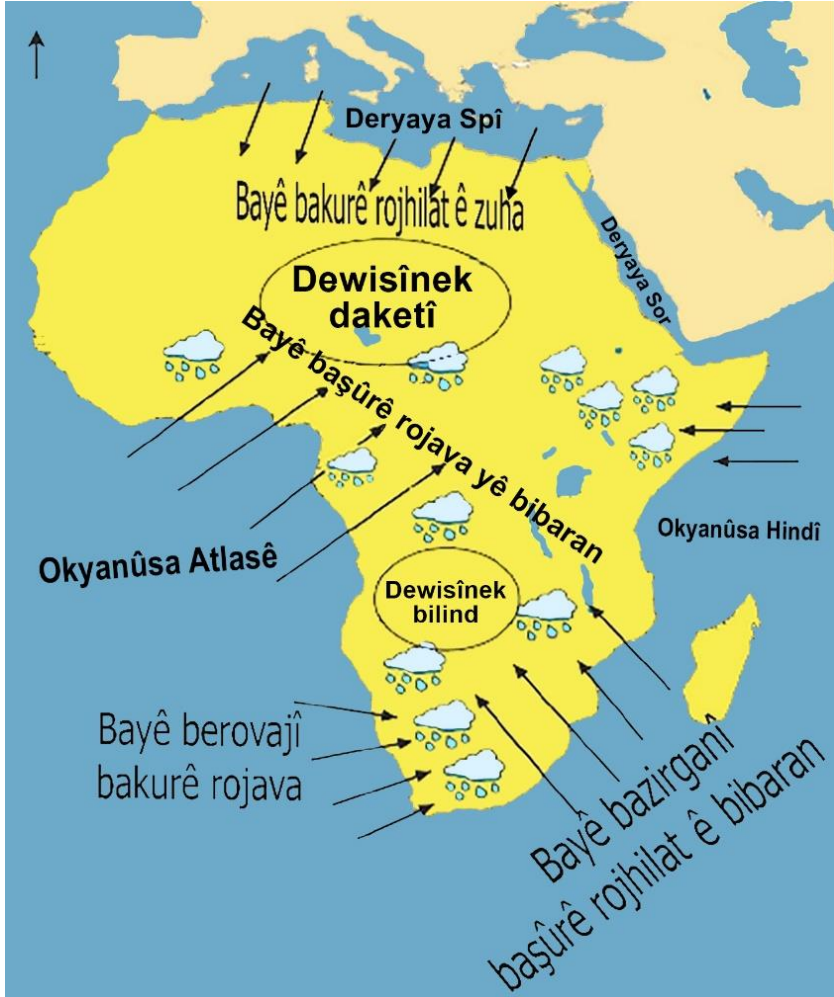 Deryaya Spî
Bayê bakurê rojhilat ê zuha
Deryaya Sor
Dewisînek
daketî
Bayê başûrê rojava yê bibaran
Okyanûsa Hindî
Okyanûsa Atlasê
Dewisînek
bilind
Bayê berovajî
bakurê rojava
Bayê bazirganî
başûrê rojhilat ê bibaran